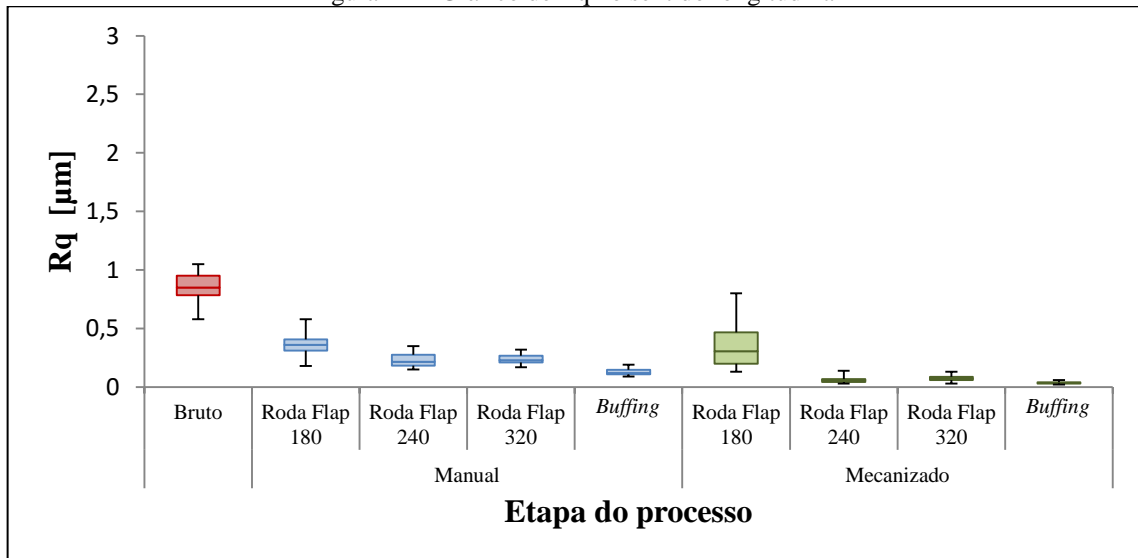 3
2,5
2
1,5
1
0,5
0
Rq [µm]
Bruto
Roda Flap
180
Roda Flap
240
Roda Flap
320
Buffing
Roda Flap
180
Roda Flap
240
Roda Flap
320
Buffing
Manual
Mecanizado
Etapa do processo